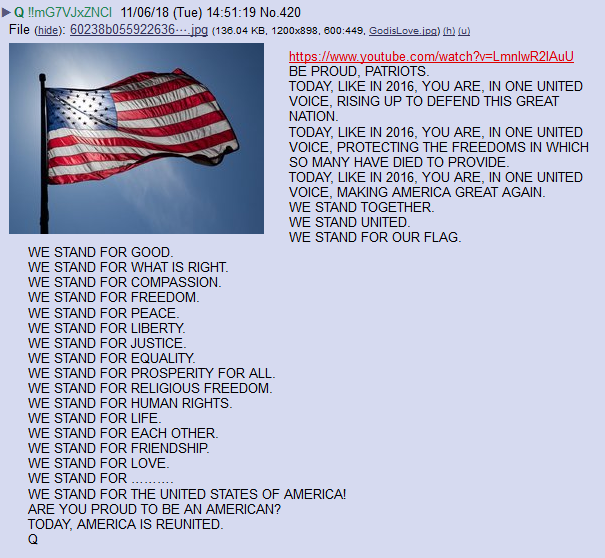 Q !!mG7VJxZNCI 11/06/18 (Tue) 14:51:19 No.420
File (hide): 60238b055922636⋯.jpg (136.04 KB, 1200x898, 600:449, GodisLove.jpg) (h) (u)
https://www.youtube.com/watch?v=LmnlwR2lAuU
BE PROUD, PATRIOTS.
TODAY, LIKE IN 2016, YOU ARE, IN ONE UNITED
VOICE, RISING UP TO DEFEND THIS GREAT
NATION.
TODAY, LIKE IN 2016, YOU ARE, IN ONE UNITED
VOICE, PROTECTING THE FREEDOMS IN WHICH
SO MANY HAVE DIED TO PROVIDE.
TODAY, LIKE IN 2016, YOU ARE, IN ONE UNITED
VOICE, MAKING AMERICA GREAT AGAIN.
WE STAND TOGETHER.
WE STAND UNITED.
WE STAND FOR OUR FLAG.
WE STAND FOR GOOD.
WE STAND FOR WHAT IS RIGHT.
WE STAND FOR COMPASSION.
WE STAND FOR FREEDOM.
WE STAND FOR PEACE.
WE STAND FOR LIBERTY.
WE STAND FOR JUSTICE.
WE STAND FOR EQUALITY.
WE STAND FOR PROSPERITY FOR ALL.
WE STAND FOR RELIGIOUS FREEDOM.
WE STAND FOR HUMAN RIGHTS.
WE STAND FOR LIFE.
WE STAND FOR EACH OTHER.
WE STAND FOR FRIENDSHIP.
WE STAND FOR LOVE.
WE STAND FOR ……….
WE STAND FOR THE UNITED STATES OF AMERICA!
ARE YOU PROUD TO BE AN AMERICAN?
TODAY, AMERICA IS REUNITED.
Q